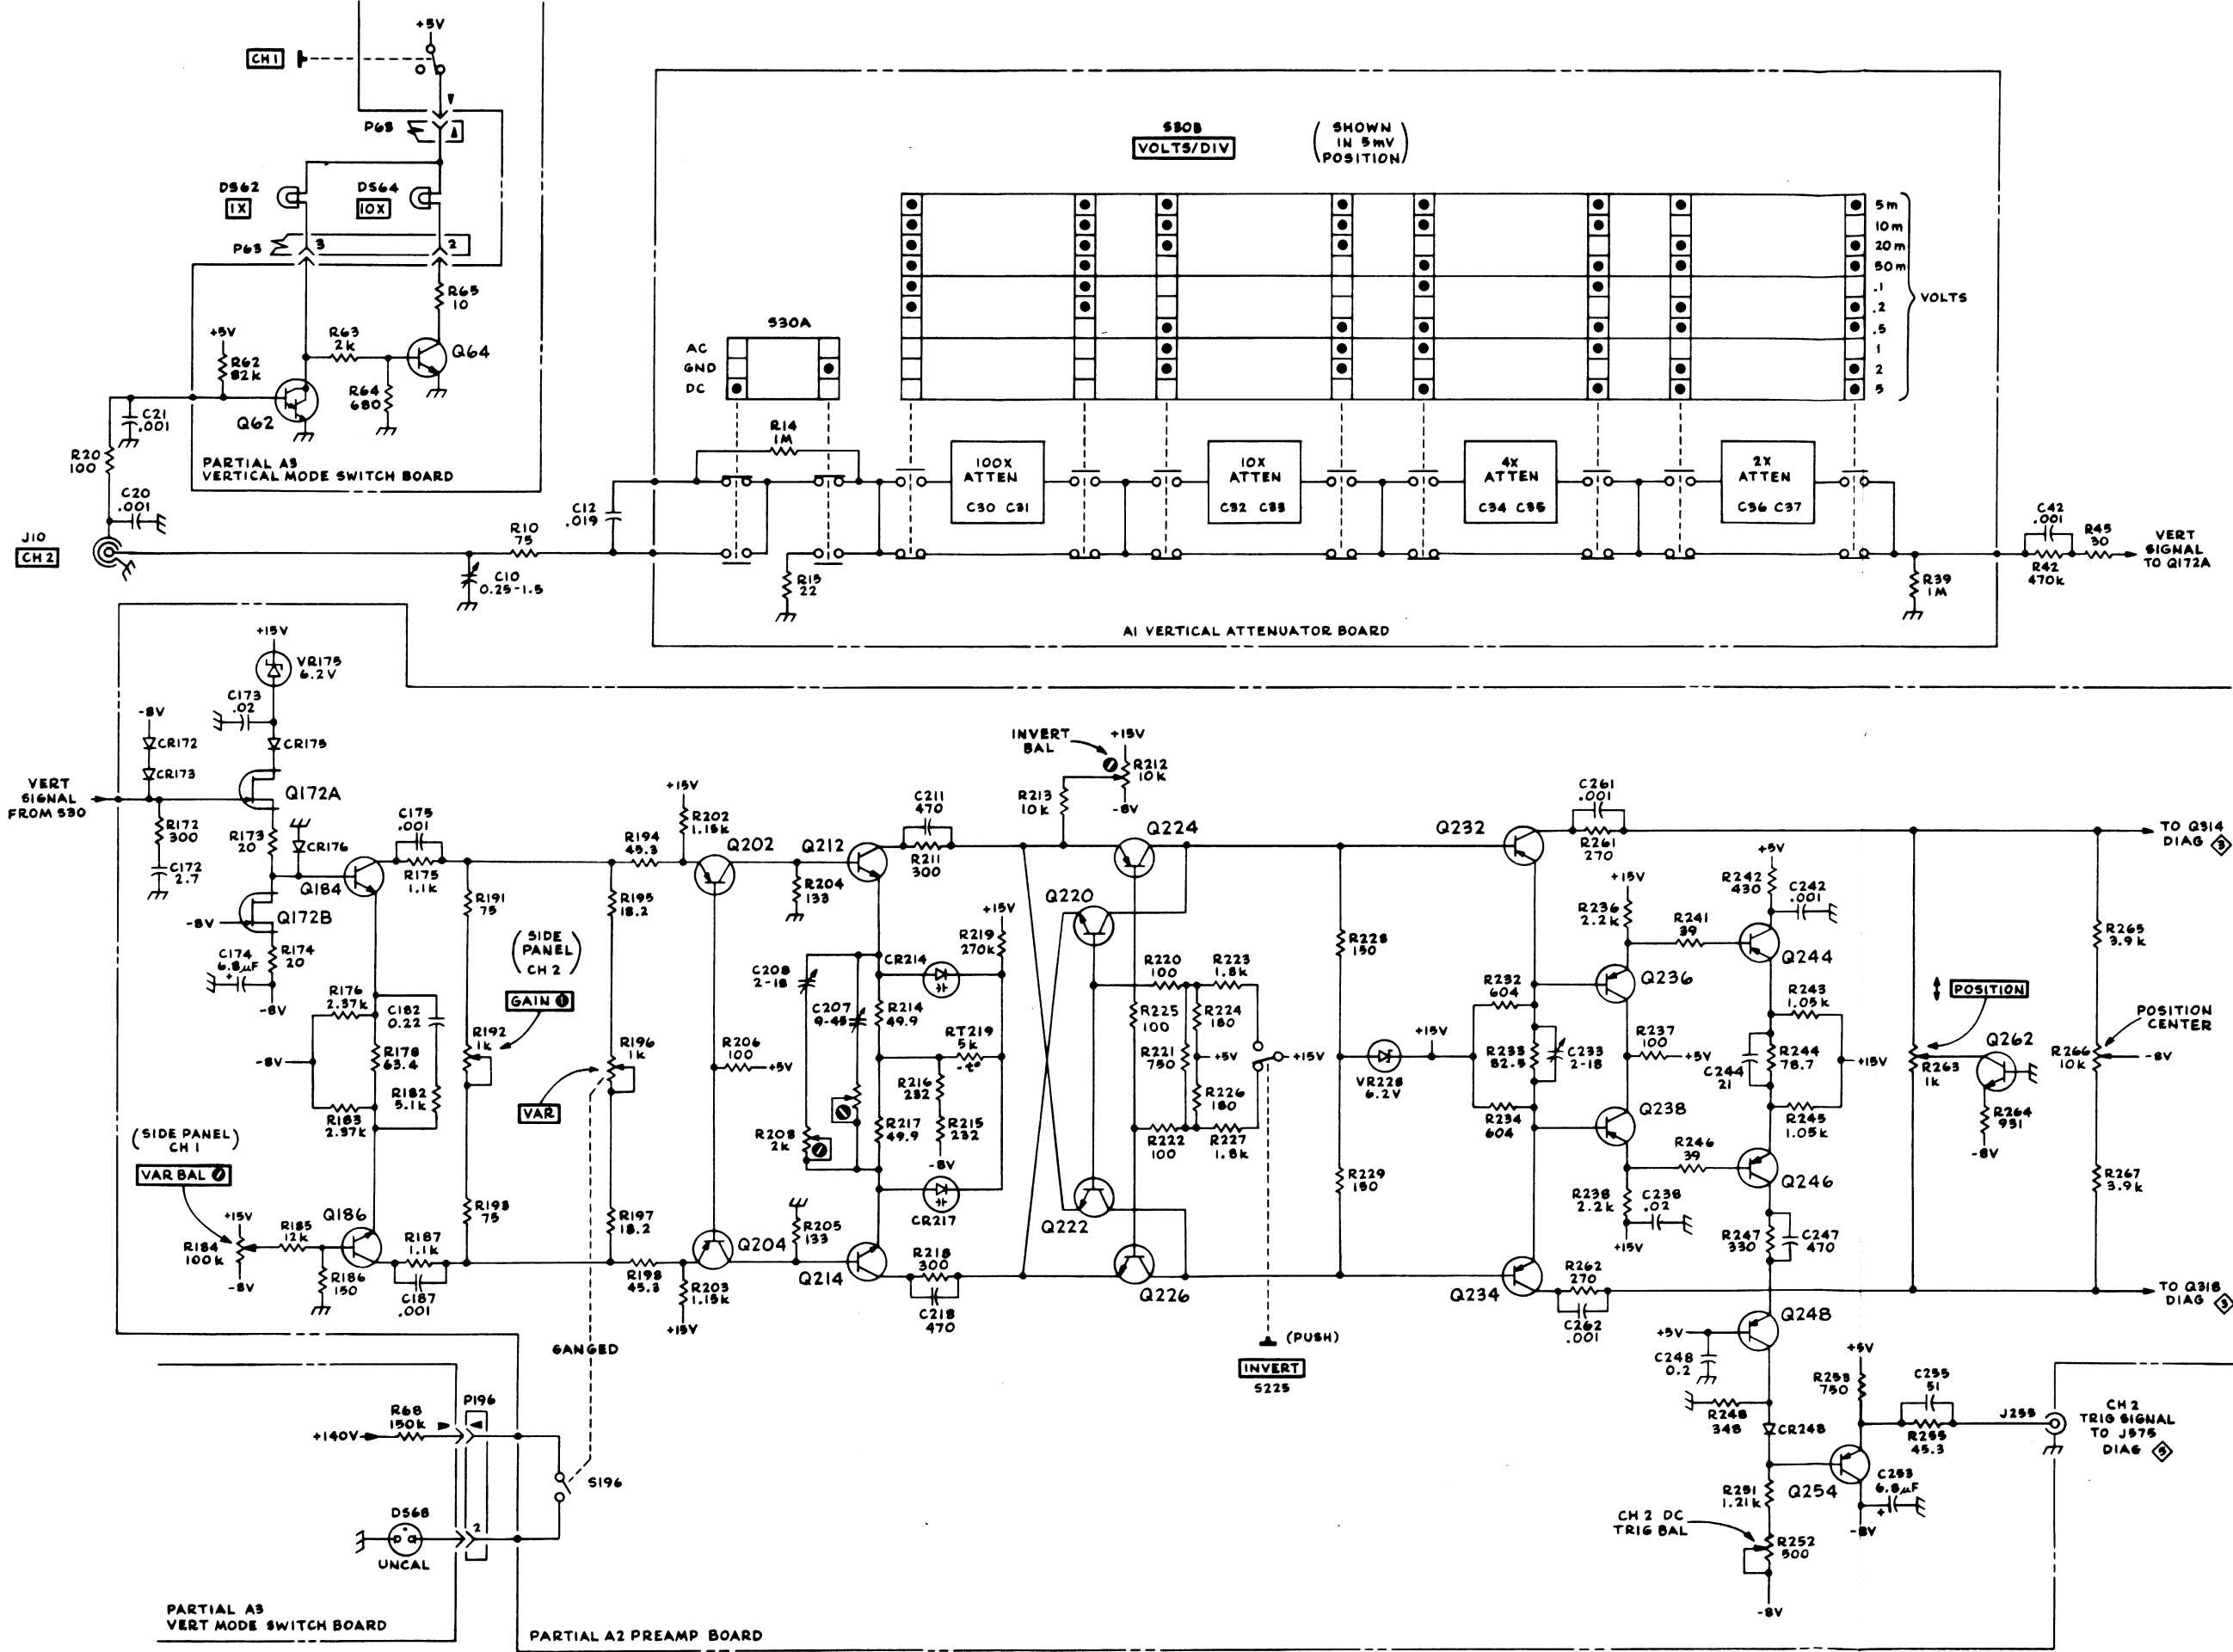 +5V
CH 1
P68
DS62
1X
DS64
10X
P63
3
2
R65
10
+5V
R62
82k
R63
2k
Q64
R64
680
Q62
C21
.001
R20
100
C20
.001
PARTIAL A3
VERTICAL MODE SWITCH BOARD
J10
CH 2
R10
75
C10
0.25-1.5
C12
.019
S30B
VOLTS/DIV
(SHOWN
IN 5mV
POSITION)
5m
10m
20m
50m
.1
.2
.5
1
2
5
VOLTS
S30A
AC
GND
DC
R14
1M
R15
22
100X
ATTEN
C30 C31
10X
ATTEN
C32 C33
4X
ATTEN
C34 C35
2X
ATTEN
C36 C37
R39
1M
C42
.001
R42
470k
R45
30
VERT
SIGNAL
TO Q172A
A1 VERTICAL ATTENUATOR BOARD
+15V
VR175
6.2V
C173
.02
-8V
CR172
CR173
CR175
VERT
SIGNAL
FROM S30
Q172A
R172
300
C172
2.7
R173
20
CR176
Q172B
-8V
R174
20
C174
6.8µF
+
-8V
Q184
C175
.001
R175
1.1k
R176
2.37k
C182
0.22
-8V
R178
63.4
R182
5.1k
R183
2.37k
(SIDE PANEL)
CH 1
VAR BAL
+15V
R184
100k
-8V
R185
12k
R186
150
Q186
R187
1.1k
C187
.001
R191
75
(SIDE
PANEL)
CH 2
GAIN
R192
1k
R193
75
VAR
R194
45.3
R195
18.2
R196
1k
R197
18.2
R198
45.3
+15V
R202
1.15k
Q202
R206
100
+5V
Q204
R203
1.15k
+15V
GANGED
R204
133
R205
133
Q212
C211
470
R211
300
C208
2-18
C207
9-45
R208
2k
CR214
R214
49.9
R217
49.9
R216
232
R215
232
-8V
RT219
5k
-t°
+15V
R219
270k
CR217
Q214
R218
300
C218
470
INVERT
BAL
+15V
R212
10k
-8V
R213
10k
Q224
Q220
Q222
Q226
R220
100
R223
1.8k
R225
100
R224
180
R221
750
+5V
R226
180
R222
100
R227
1.8k
+15V
(PUSH)
INVERT
S225
R228
150
R229
150
VR228
6.2V
+15V
Q232
Q234
R232
604
R233
82.5
C233
2-18
R234
604
C261
.001
R261
270
R262
270
C262
.001
+15V
R236
2.2k
Q236
R237
100
+5V
Q238
R238
2.2k
+15V
C238
.02
R241
39
R246
39
+5V
R242
430
C242
.001
Q244
R243
1.05k
R244
78.7
C244
21
+15V
R245
1.05k
Q246
R247
330
C247
470
+5V
Q248
C248
0.2
R248
348
CR248
R251
1.21k
CH 2 DC
TRIG BAL
R252
500
-8V
+5V
R253
750
Q254
C253
6.8µF
+
-8V
C255
51
R255
45.3
J255
CH 2
TRIG SIGNAL
TO J575
DIAG 5
POSITION
R263
1k
Q262
R264
931
-8V
R265
3.9k
POSITION
CENTER
R266
10k
-8V
R267
3.9k
TO Q314
DIAG 3
TO Q318
DIAG 3
R68
150k
+140V
P196
2
S196
DS68
UNCAL
PARTIAL A3
VERT MODE SWITCH BOARD
PARTIAL A2 PREAMP BOARD